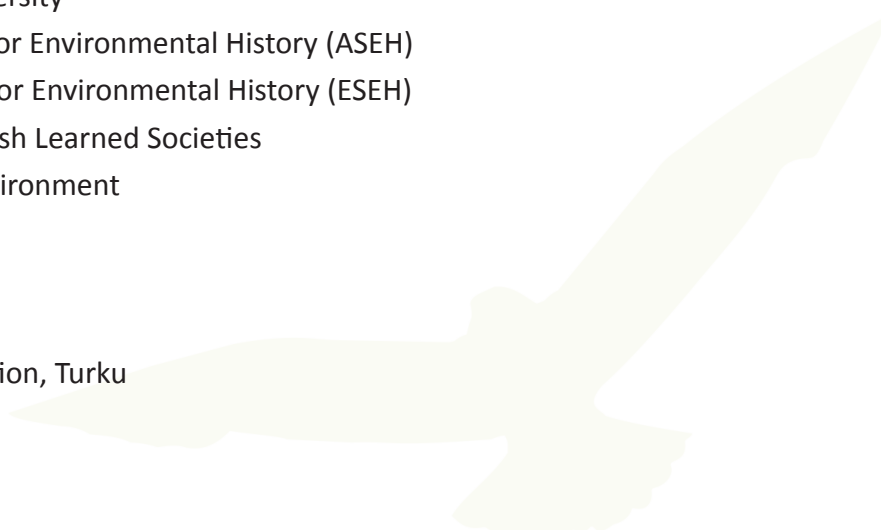 ersity
or Environmental History (ASEH)
or Environmental History (ESEH)
sh Learned Societies
ironment
ion, Turku